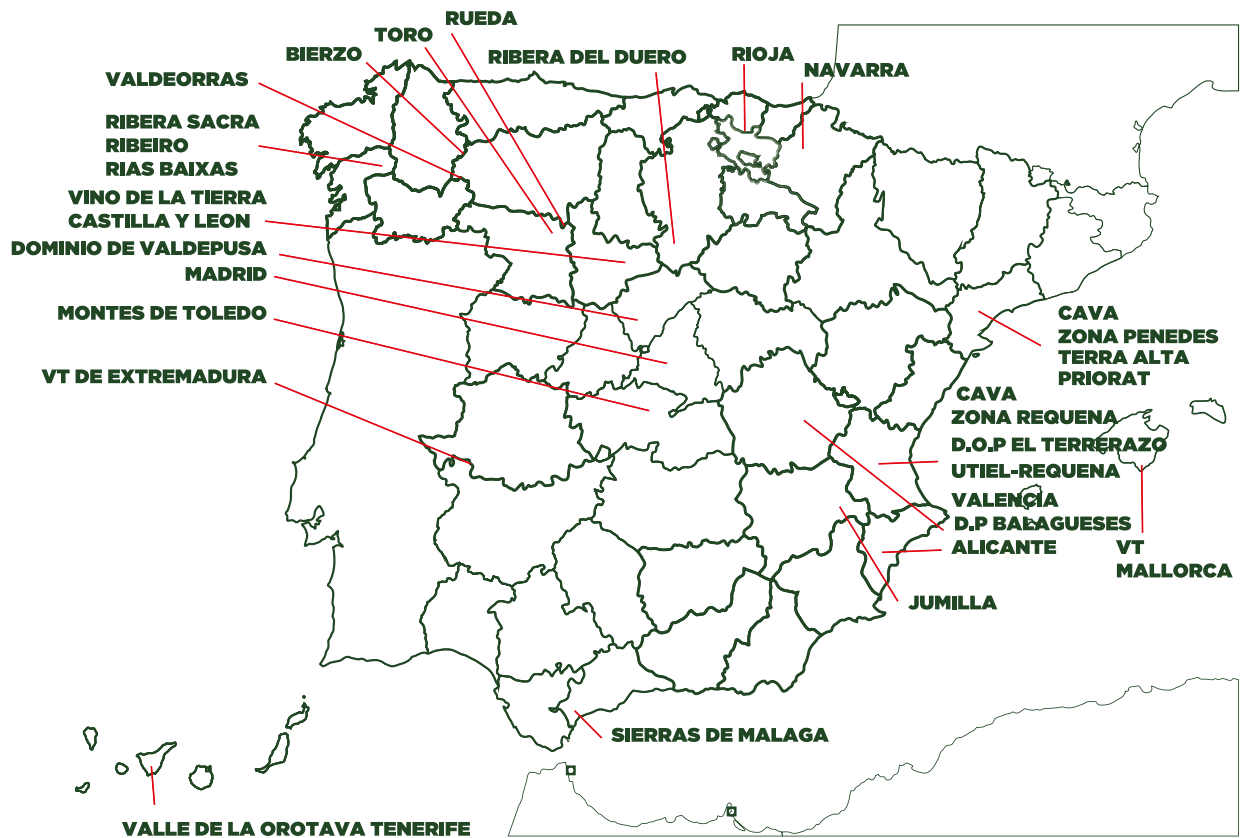 RUEDA
TORO
BIERZO
RIBERA DEL DUERO
RIOJA
NAVARRA
VALDEORRAS
RIBERA SACRA
RIBEIRO
RIAS BAIXAS
VINO DE LA TIERRA
CASTILLA Y LEON
DOMINIO DE VALDEPUSA
MADRID
MONTES DE TOLEDO
VT DE EXTREMADURA
CAVA
ZONA PENEDES
TERRA ALTA
PRIORAT
CAVA
ZONA REQUENA
D.O.P EL TERRERAZO
UTIEL-REQUENA
VALENCIA
D.P BALAGUESES
ALICANTE
VT
MALLORCA
JUMILLA
SIERRAS DE MALAGA
VALLE DE LA OROTAVA TENERIFE